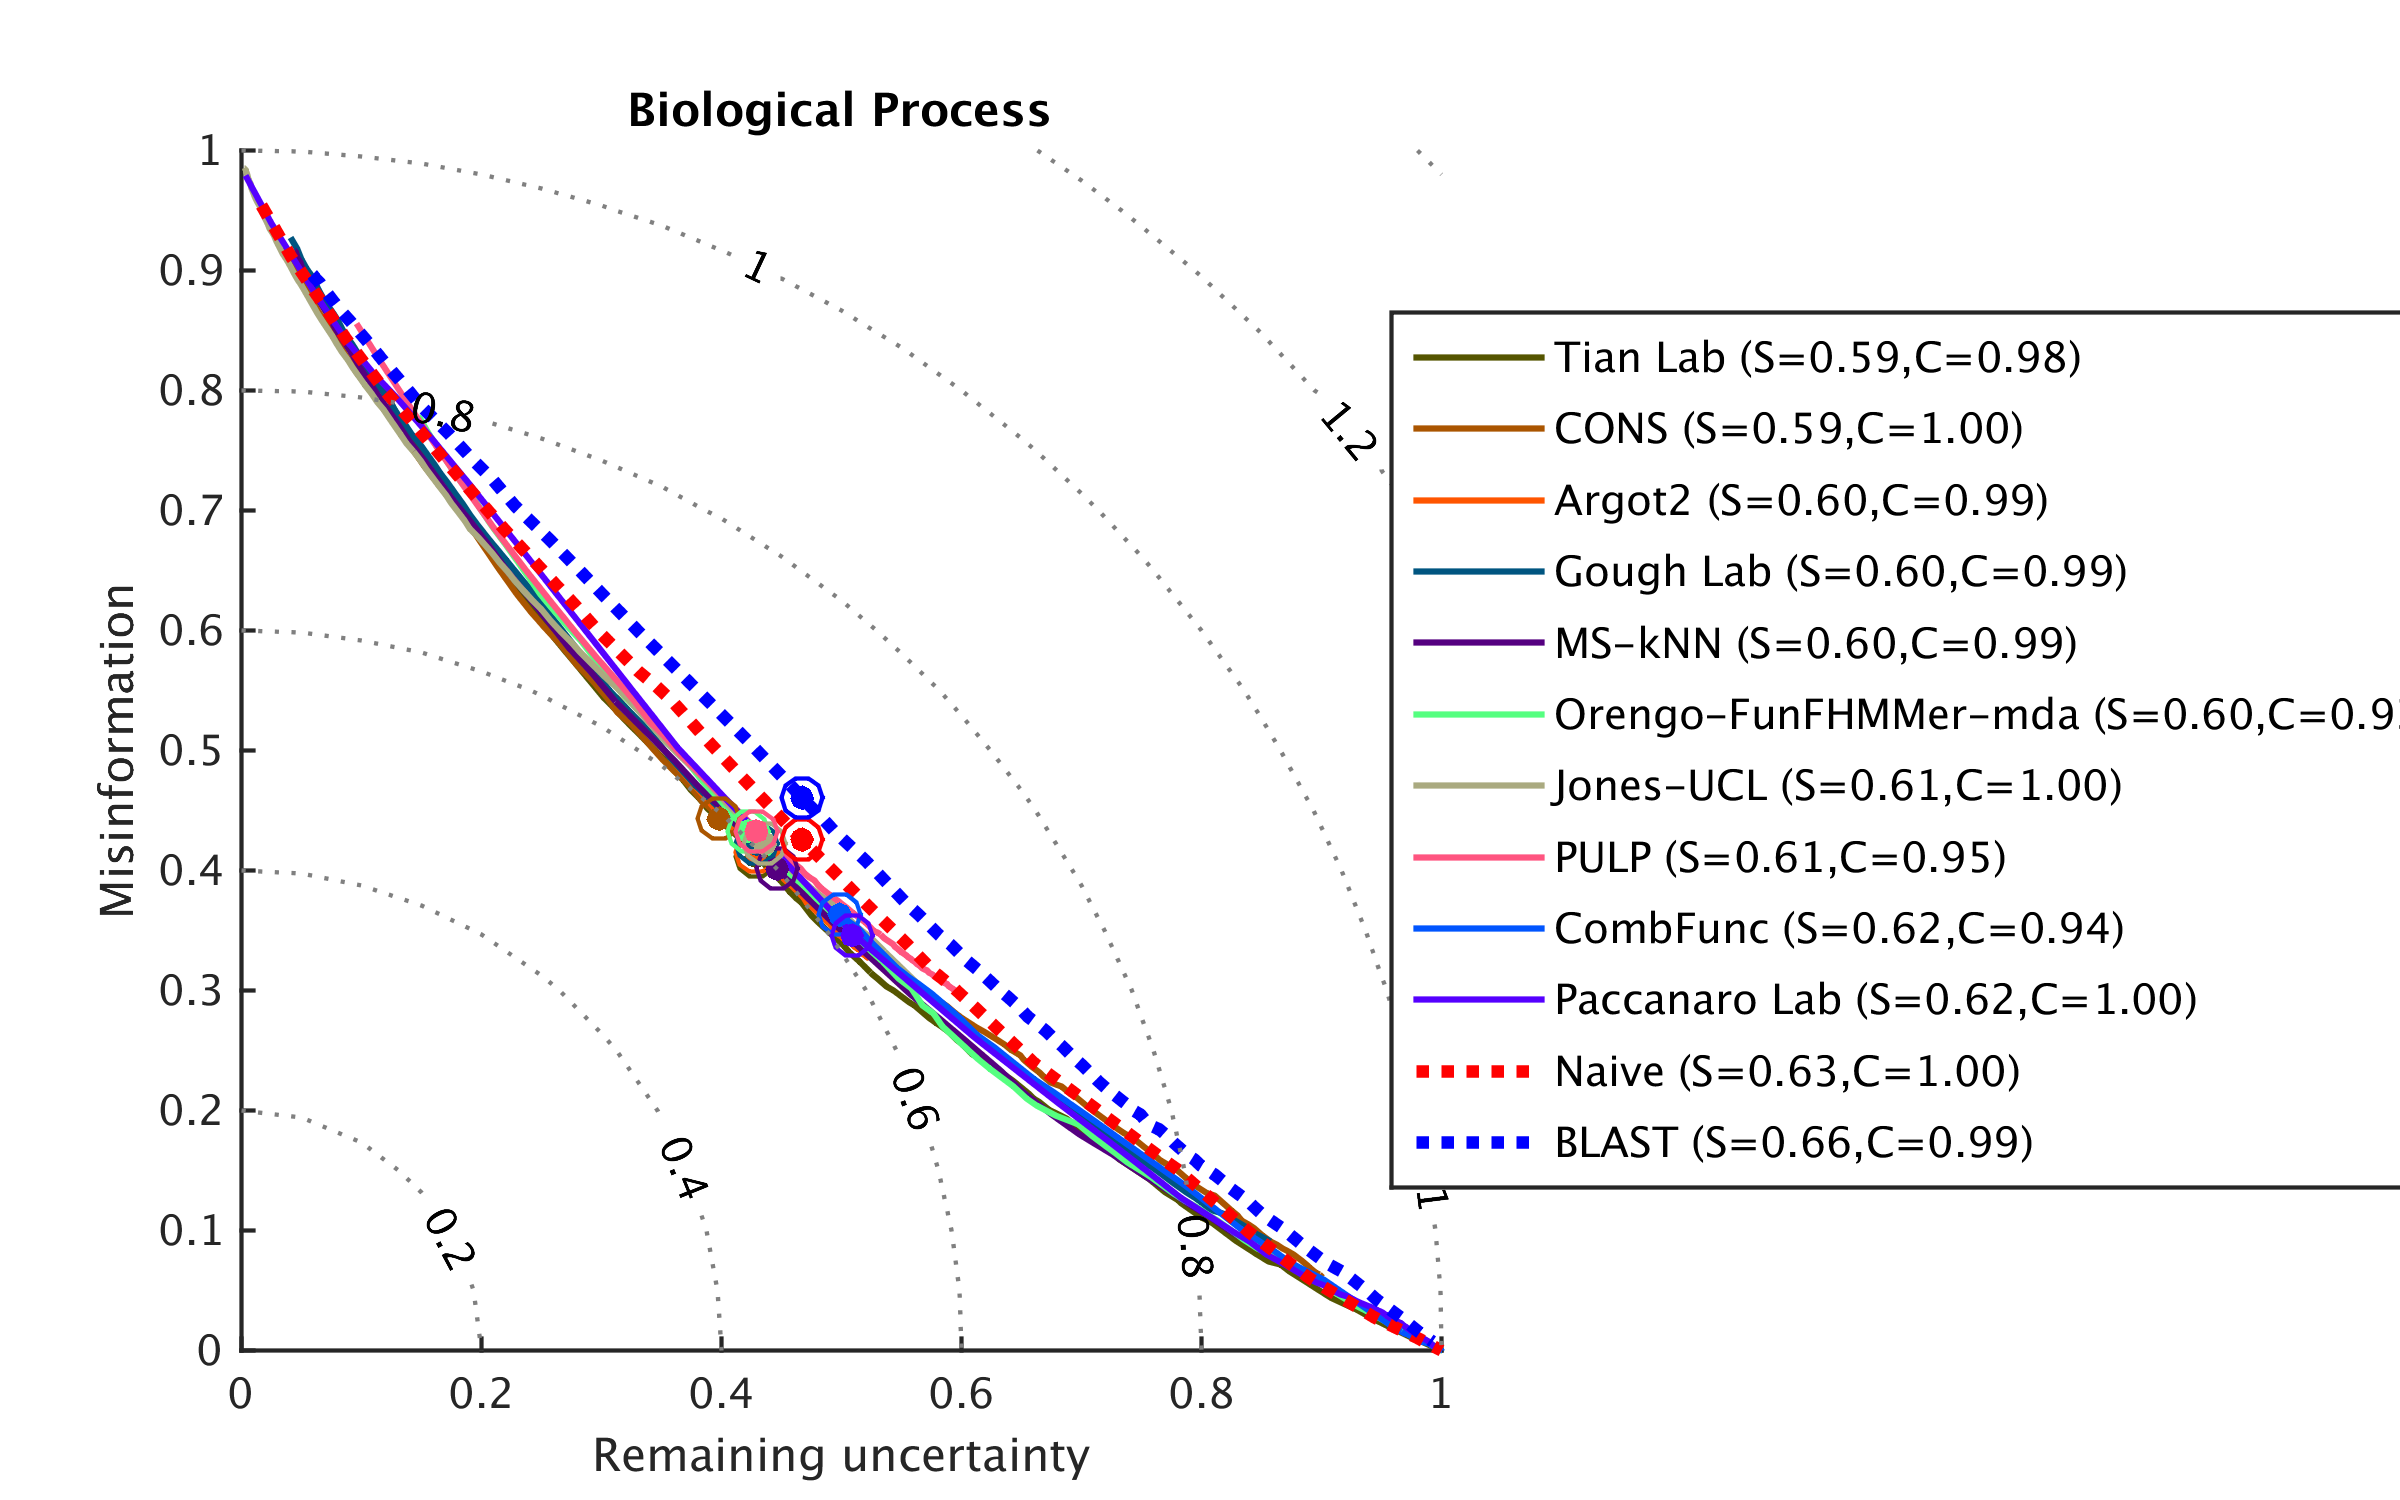 Biological Process
1
0.9
0.8
0.7
0.6
0.5
0.4
0.3
0.2
0.1
0
Misinformation
0
0.2
0.4
0.6
0.8
1
Remaining uncertainty
1
0.8
1.2
0.6
0.4
0.2
0.8
1
Tian Lab (S=0.59,C=0.98)
CONS (S=0.59,C=1.00)
Argot2 (S=0.60,C=0.99)
Gough Lab (S=0.60,C=0.99)
MS-kNN (S=0.60,C=0.99)
Orengo-FunFHMMer-mda
Jones-UCL (S=0.61,C=1.00)
PULP (S=0.61,C=0.95)
CombFunc (S=0.62,C=0.94)
Paccanaro Lab (S=0.62,C=1.00)
Naive (S=0.63,C=1.00)
BLAST (S=0.66,C=0.99)